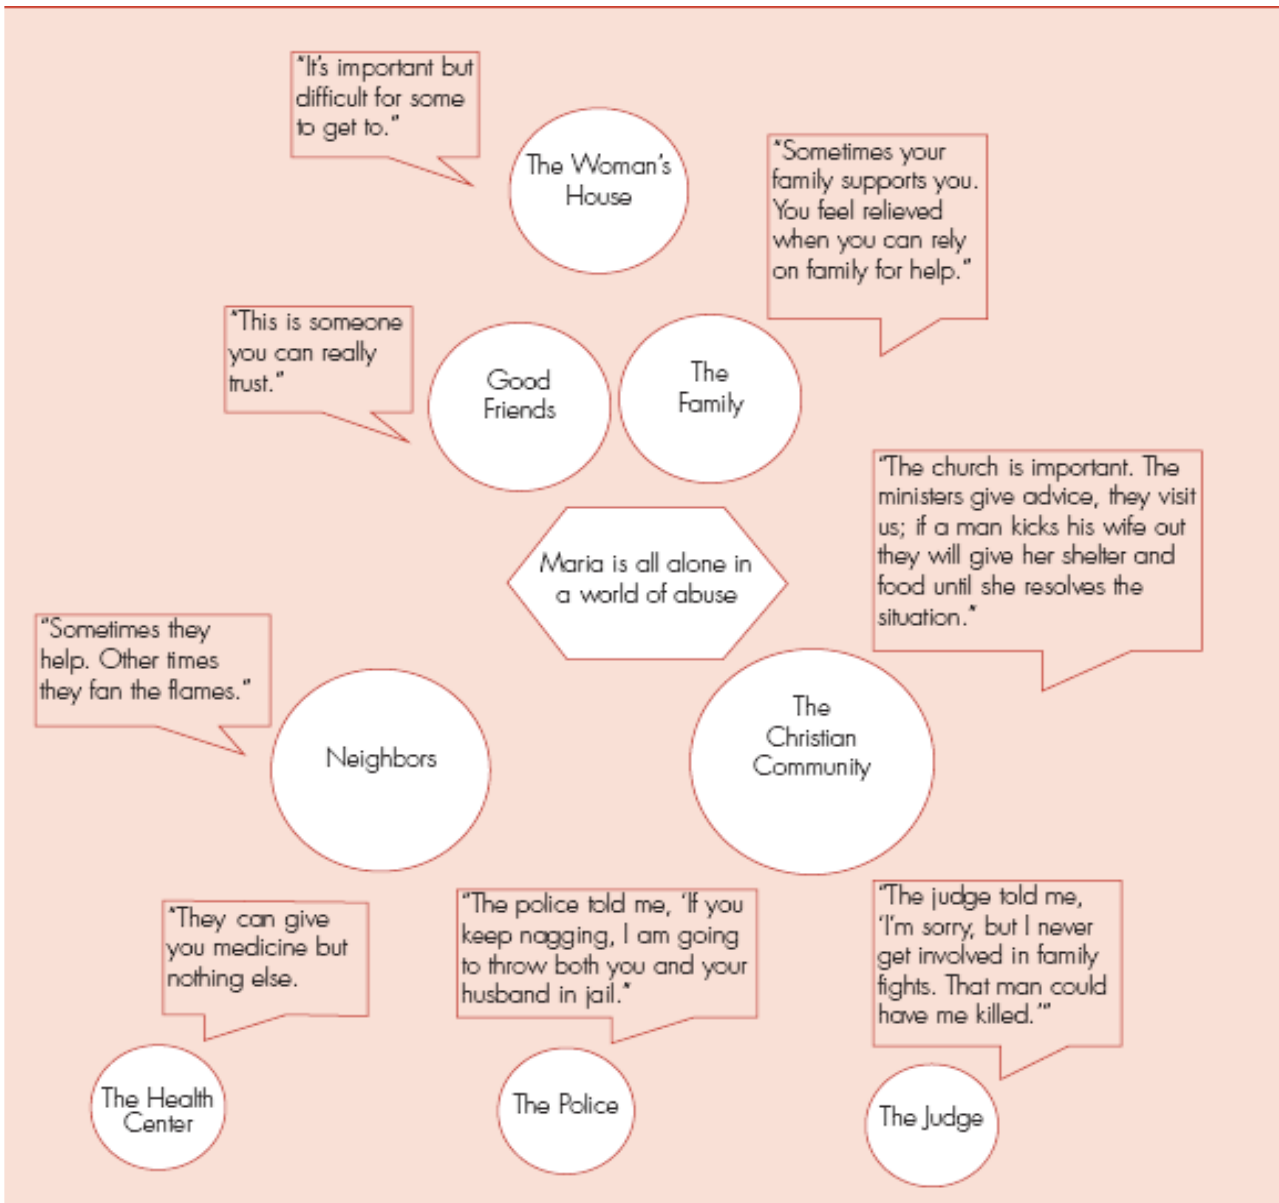 "It's important but
difficult for some
to get to."
The Woman's
House
"Sometimes your
family supports you.
You feel relieved
when you can rely
on family for help."
"This is someone
you can really
trust."
Good
Friends
The
Family
"The church is important. The
ministers give advice, they visit
us; if a man kicks his wife out
they will give her shelter and
food until she resolves the
situation."
Maria is all alone in
a world of abuse
"Sometimes they
help. Other times
they fan the flames."
Neighbors
The
Christian
Community
"They can give
you medicine but
nothing else.
The Health
Center
"The police told me, 'If you
keep nagging, I am going
to throw both you and your
husband in jail."
The Police
"The judge told me,
'I'm sorry, but I never
get involved in family
fights. That man could
have me killed.'"
The Judge